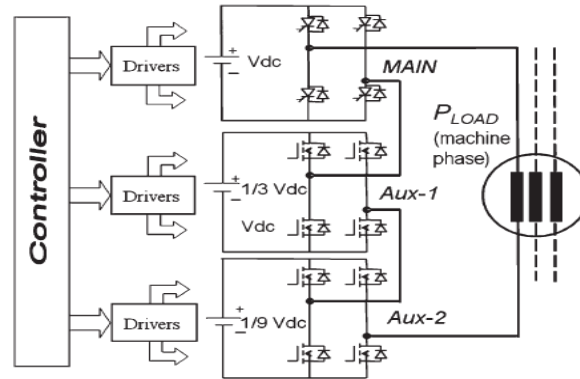 Controller
Drivers
+
−
Vdc
MAIN
P_LOAD
(machine
phase)
Drivers
+
−
1/3 Vdc
Vdc
Aux-1
Drivers
+
−
1/9 Vdc
Aux-2